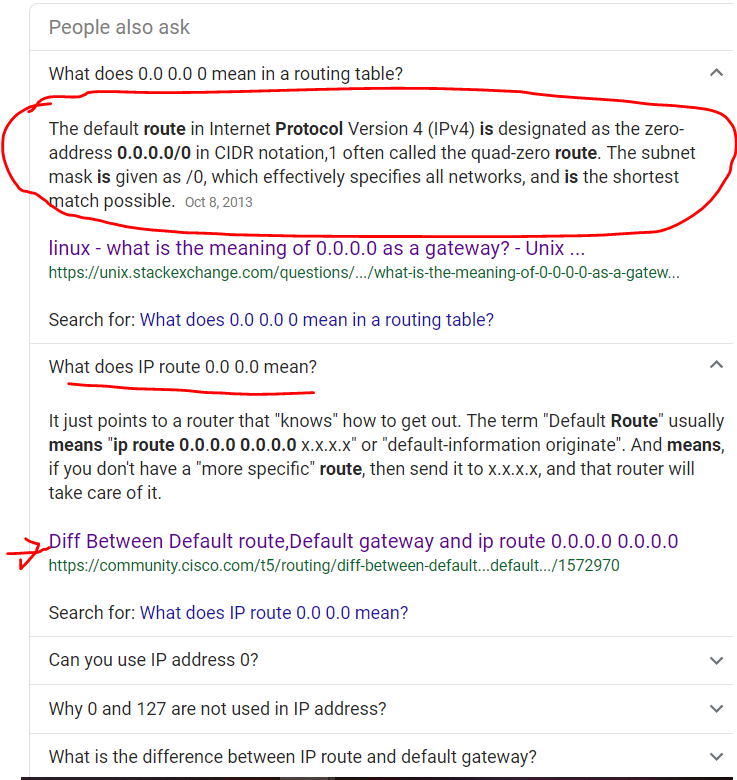 People also ask
What does 0.0 0.0 0 mean in a routing table?
The default route in Internet Protocol Version 4 (IPv4) is designated as the zero-
address 0.0.0.0/0 in CIDR notation,1 often called the quad-zero route. The subnet
mask is given as /0, which effectively specifies all networks, and is the shortest
match possible. Oct 8, 2013
linux - what is the meaning of 0.0.0.0 as a gateway? - Unix ...
https://unix.stackexchange.com/questions/.../what-is-the-meaning-of-0-0-0-0-as-a-gatew...
Search for: What does 0.0 0.0 0 mean in a routing table?
What does IP route 0.0 0.0 mean?
It just points to a router that "knows" how to get out. The term "Default Route" usually
means "ip route 0.0.0.0 0.0.0.0 x.x.x.x" or "default-information originate". And means,
if you don't have a "more specific" route, then send it to x.x.x.x, and that router will
take care of it.
Diff Between Default route,Default gateway and ip route 0.0.0.0 0.0.0.0
https://community.cisco.com/t5/routing/diff-between-default...default.../1572970
Search for: What does IP route 0.0 0.0 mean?
Can you use IP address 0?
Why 0 and 127 are not used in IP address?
What is the difference between IP route and default gateway?